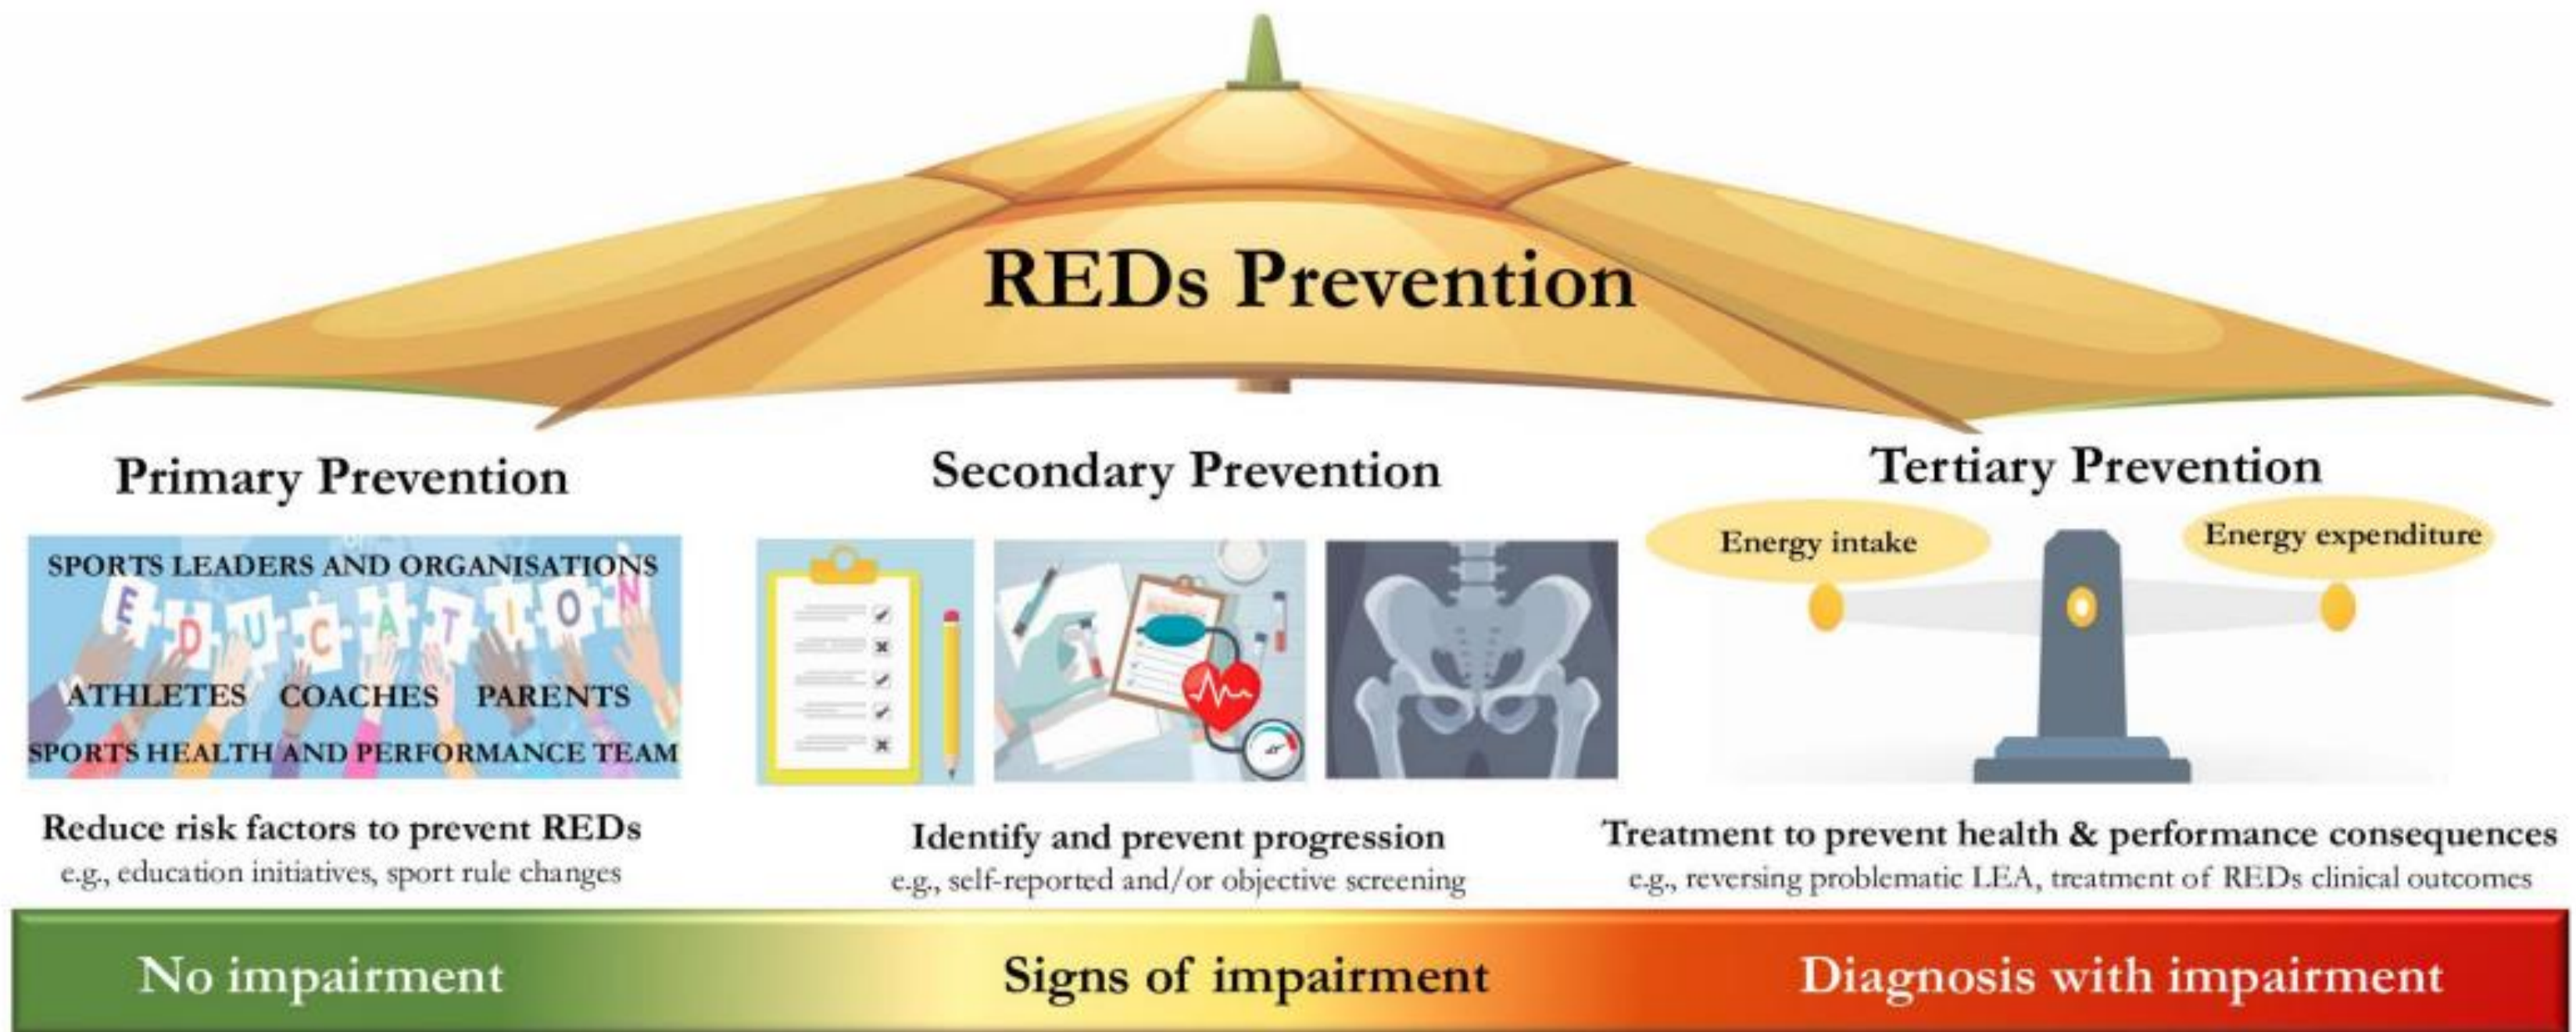 REDs Prevention
Primary Prevention
SPORTS LEADERS AND ORGANISATIONS
EDUCATION
ATHLETES COACHES PARENTS
SPORTS HEALTH AND PERFORMANCE TEAM
Reduce risk factors to prevent REDs
e.g., education initiatives, sport rule changes
Secondary Prevention
Identify and prevent progression
e.g., self-reported and/or objective screening
Tertiary Prevention
Energy intake
Energy expenditure
Treatment to prevent health & performance consequences
e.g., reversing problematic LEA, treatment of REDs clinical outcomes
No impairment
Signs of impairment
Diagnosis with impairment